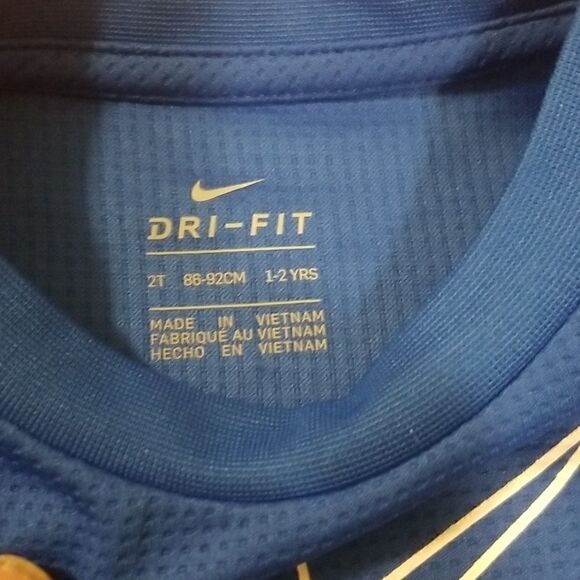 DRI-FIT
2T 86-92CM 1-2 YRS
MADE IN VIETNAM
FABRIQUÉ AU VIETNAM
HECHO EN VIETNAM